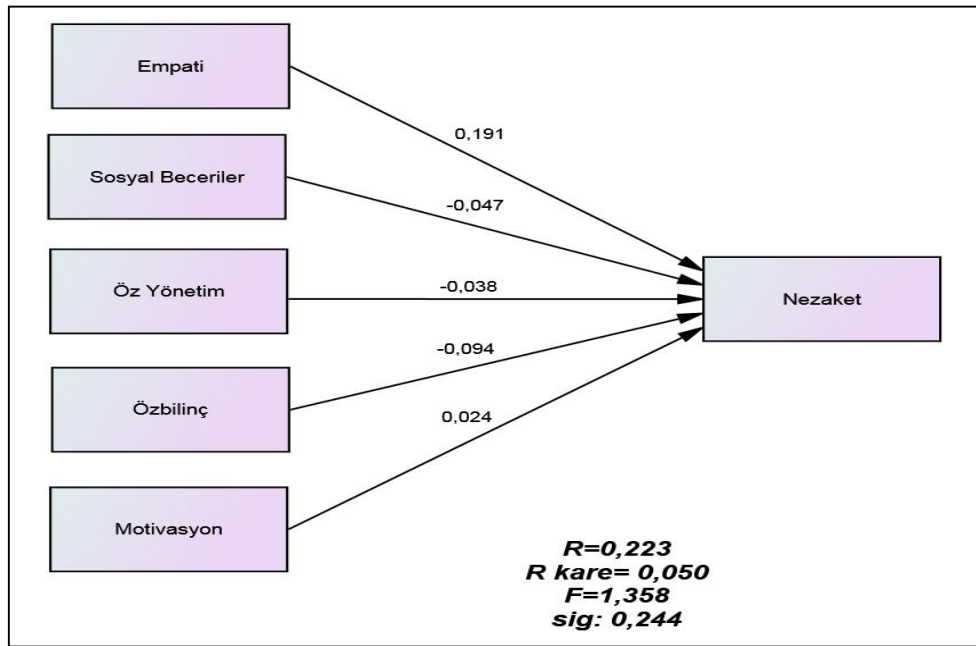 Empati
0,191
Sosyal Beceriler
-0,047
Öz Yönetim
-0,038
Nezaket
Özbilinç
-0,094
Motivasyon
0,024
R=0,223
R kare= 0,050
F=1,358
sig: 0,244